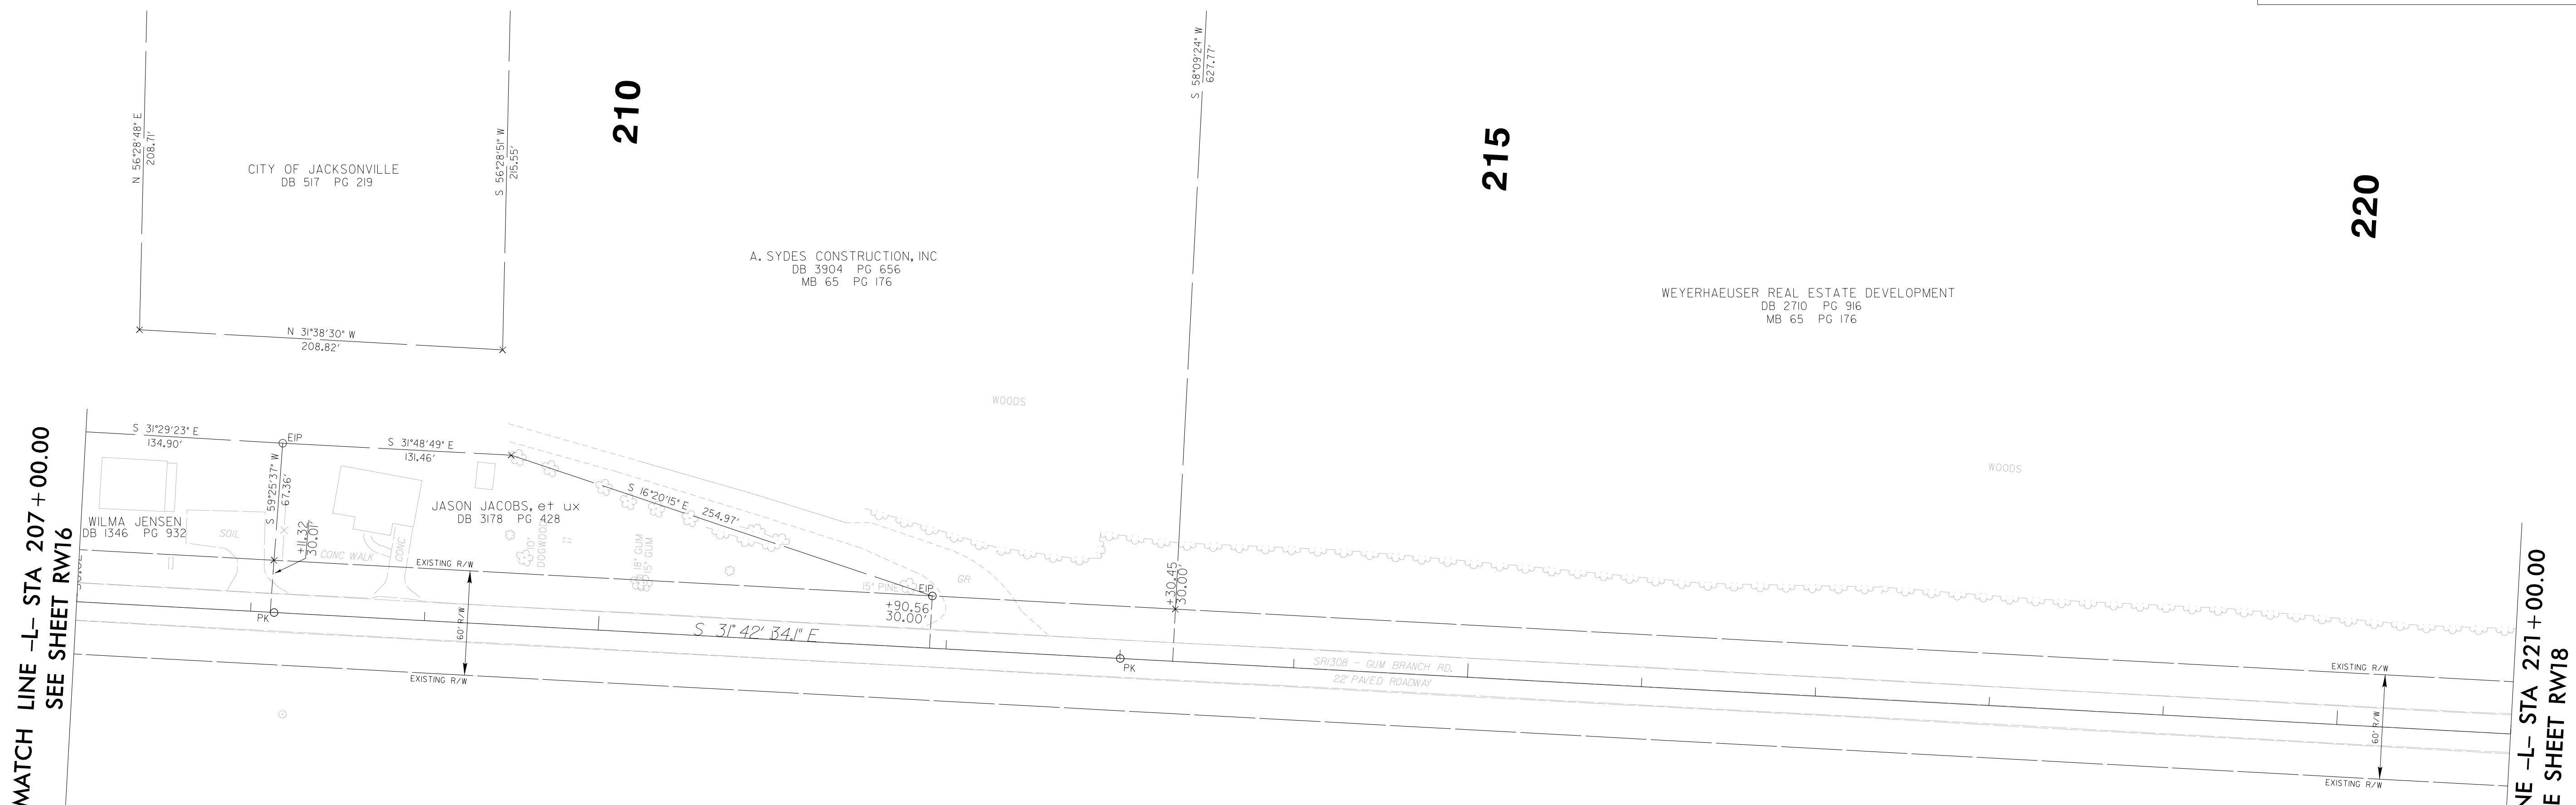 N 56°28'48" E
208.71'
CITY OF JACKSONVILLE
DB 517 PG 219
S 56°28'51" W
215.55'
N 31°38'30" W
208.82'
210
A. SYDES CONSTRUCTION, INC
DB 3904 PG 656
MB 65 PG 176
S 58°09'24" W
627.77'
215
WEYERHAEUSER REAL ESTATE DEVELOPMENT
DB 2710 PG 916
MB 65 PG 176
220
WOODS
WOODS
MATCH LINE -L- STA 207+00.00
SEE SHEET RW16
S 31°29'23" E
134.90'
EIP
S 31°48'49" E
131.46'
S 59°25'37" W
67.36'
WILMA JENSEN
DB 1346 PG 932
SOIL
+11.32
30.01'
CONC WALK
CONC
JASON JACOBS, et ux
DB 3178 PG 428
10"
DOGWOOD
18" GUM
15" GUM
S 16°20'15" E 254.97'
15" PINE
EIP
+90.56
30.00'
GR
+30.45
30.00'
EXISTING R/W
60' R/W
EXISTING R/W
PK
S 31° 42' 34.1" E
PK
SR1308 - GUM BRANCH RD.
22' PAVED ROADWAY
EXISTING R/W
60' R/W
EXISTING R/W
NE -L- STA 221+00.00
E SHEET RW18